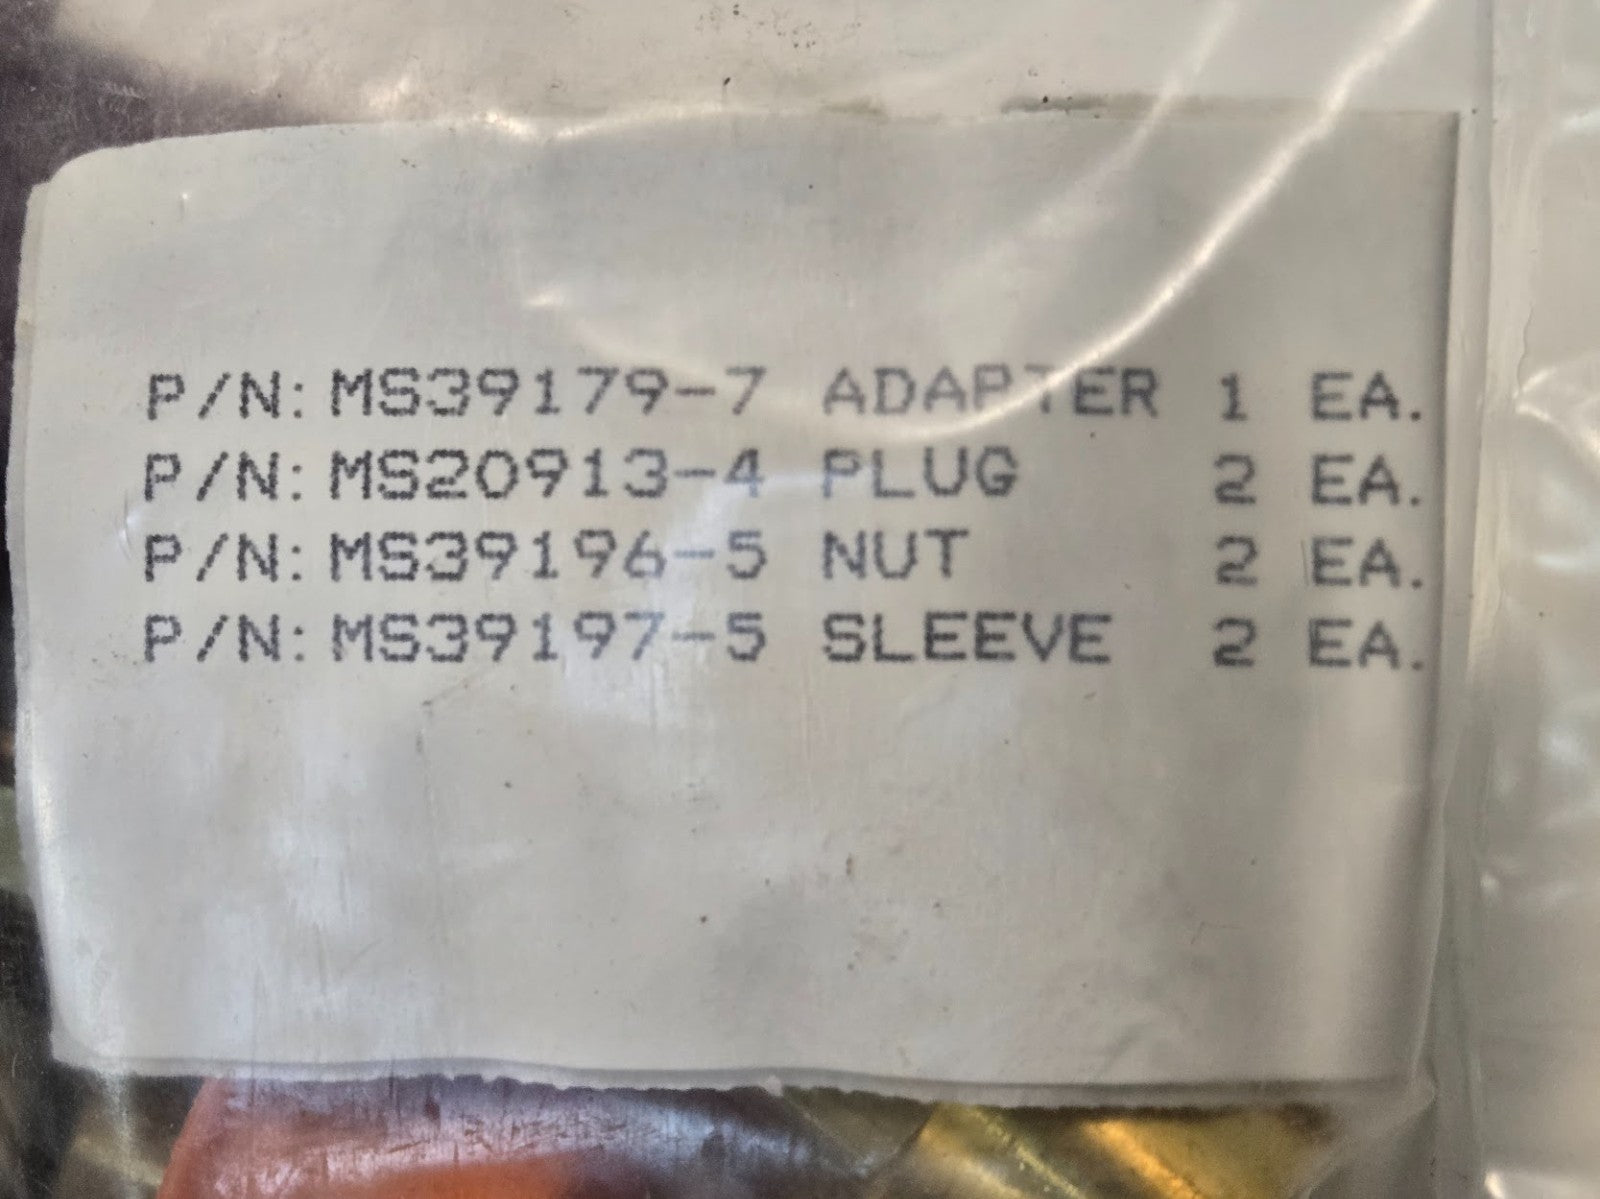 P/N: MS39179-7 ADAPTER 1 EA.
P/N: MS20913-4 PLUG 2 EA.
P/N: MS39196-5 NUT 2 EA.
P/N: MS39197-5 SLEEVE 2 EA.